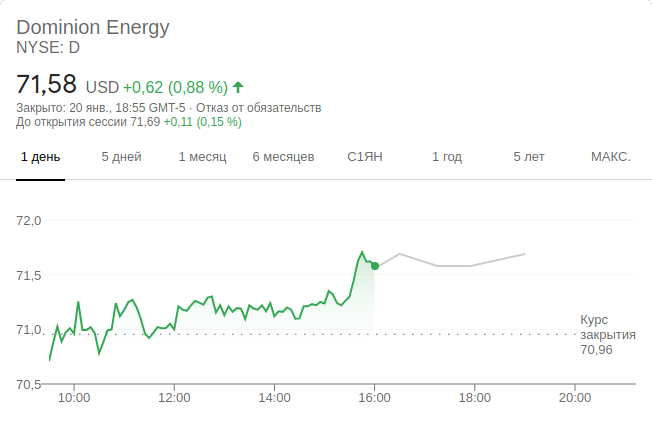 Dominion Energy
NYSE: D
71,58 USD +0,62 (0,88 %)
Закрыто: 20 янв., 18:55 GMT-5 · Отказ от обязательств
До открытия сессии 71,69 +0,11 (0,15 %)
1 день 5 дней 1 месяц 6 месяцев С1ЯН 1 год 5 лет МАКС.
72,0
71,5
71,0
70,5
Курс
закрытия
70,96
10:00 12:00 14:00 16:00 18:00 20:00